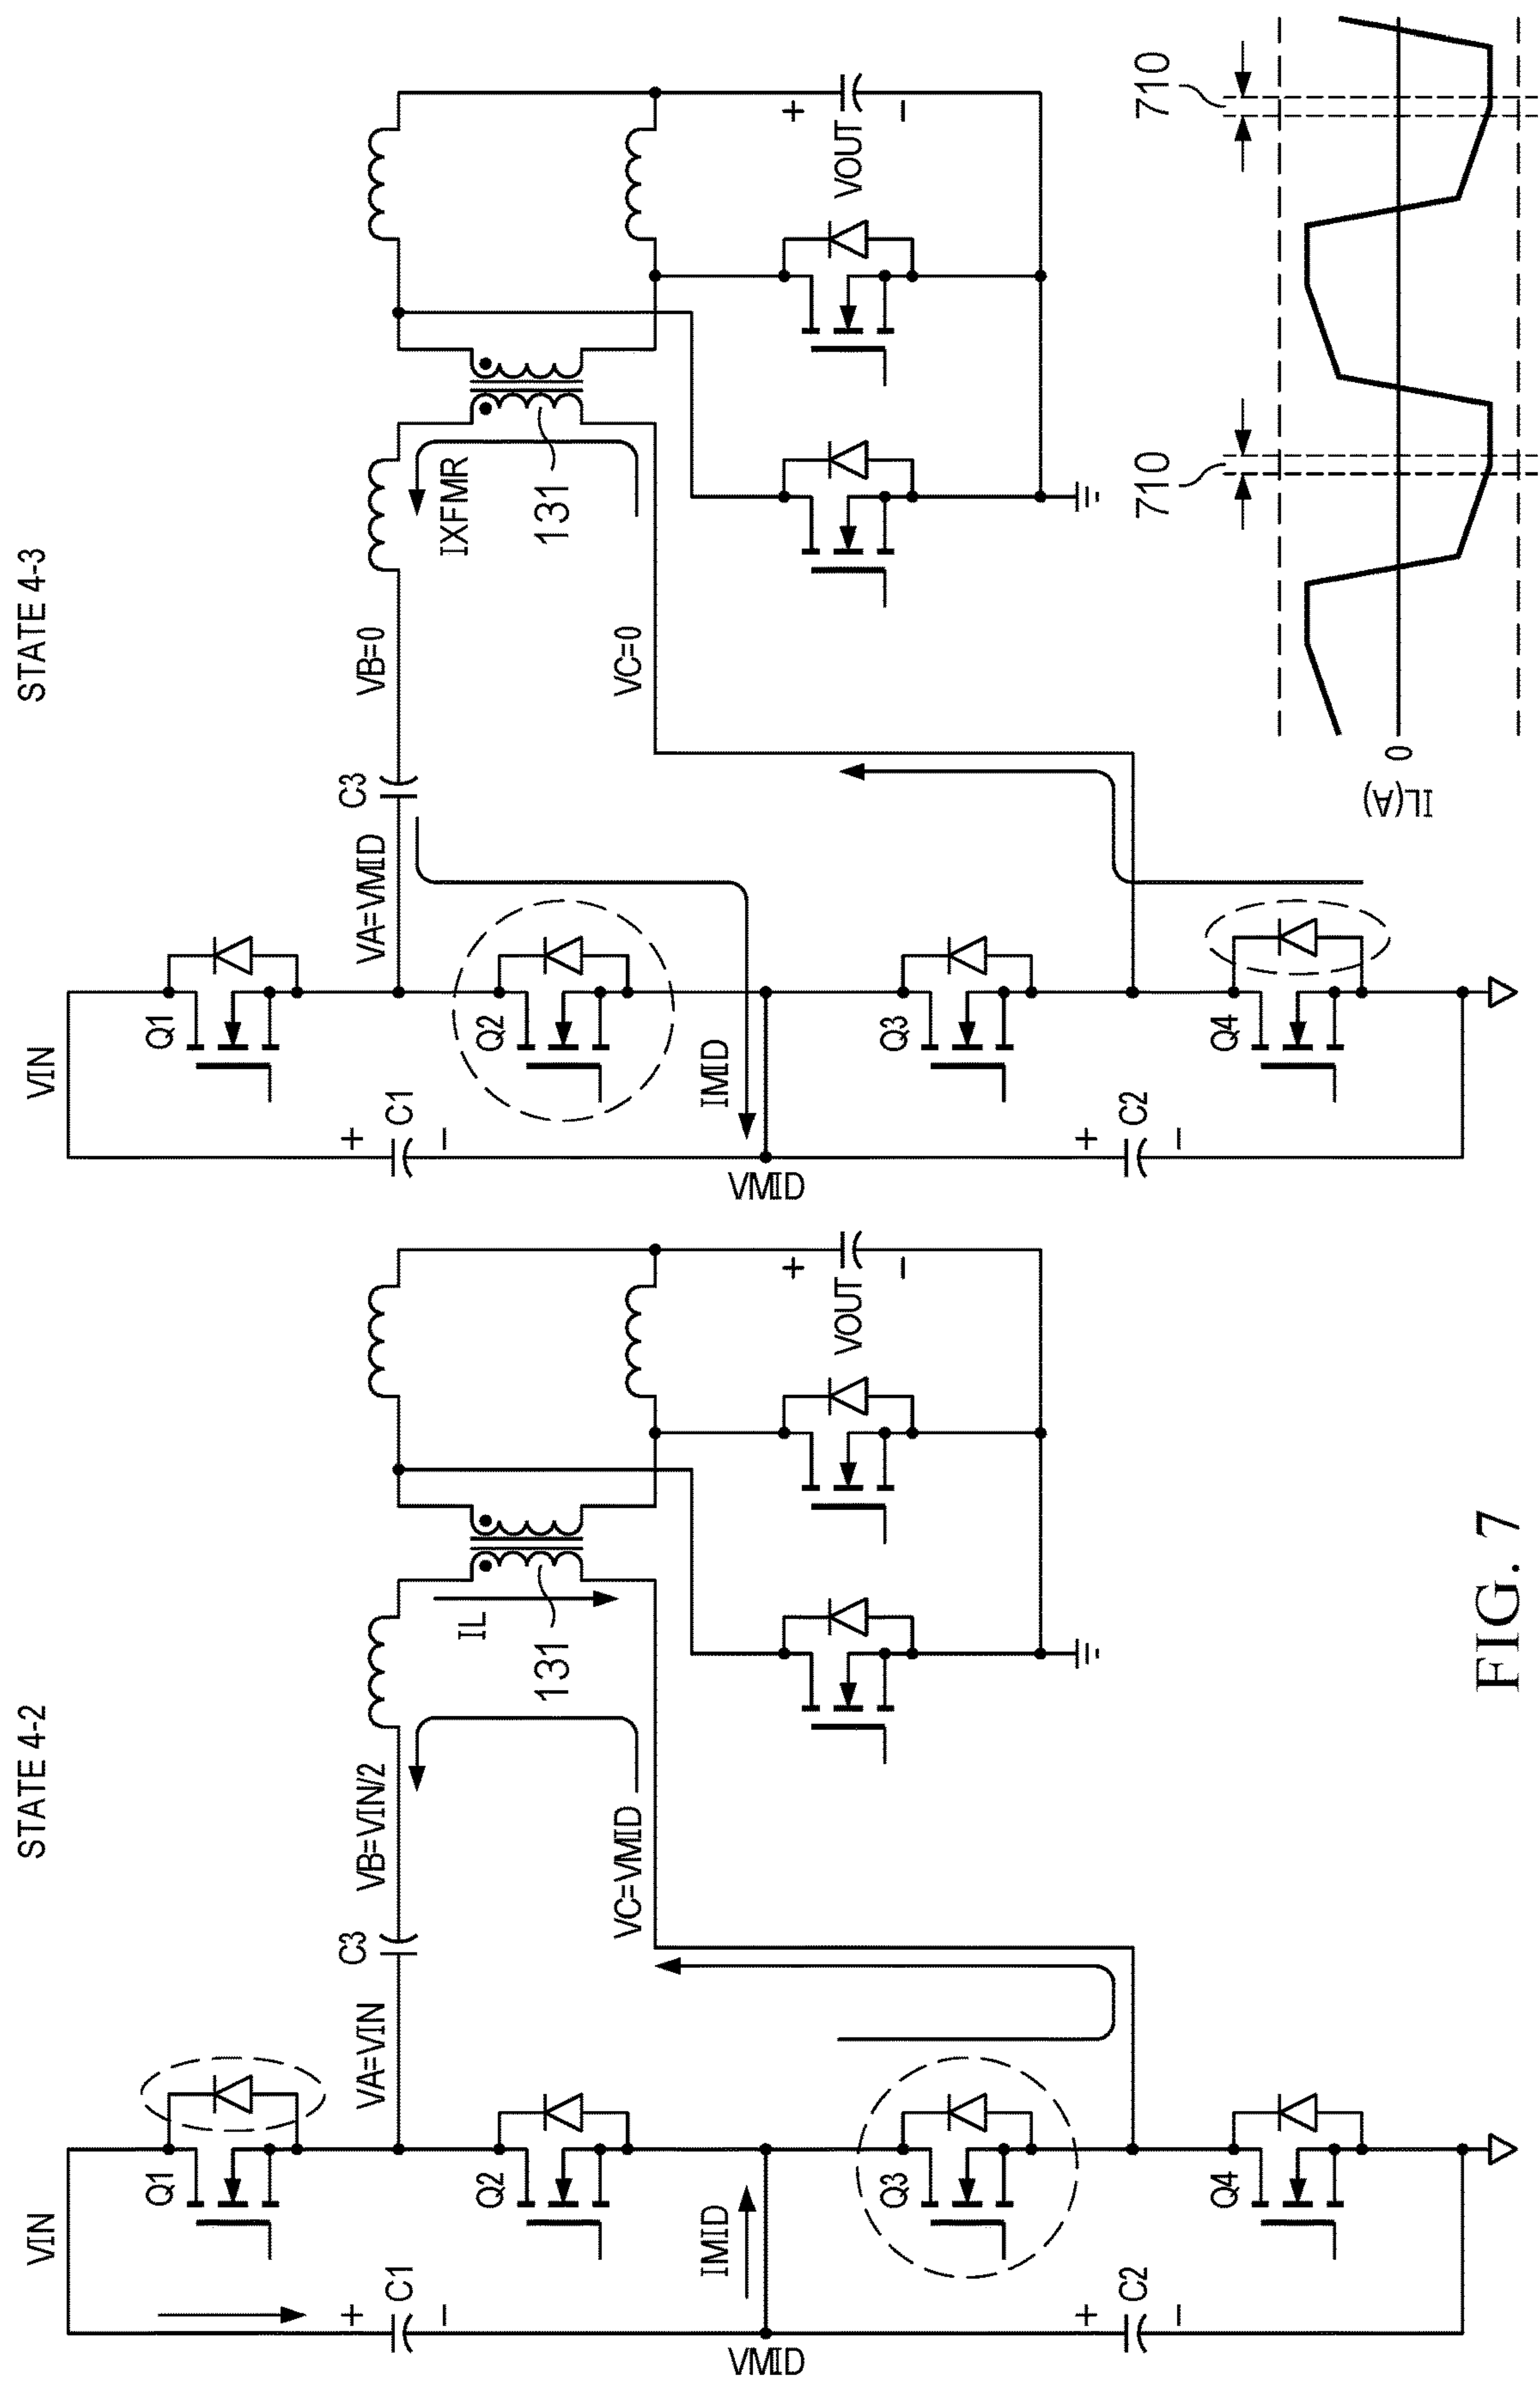 STATE 4-2
VIN
Q1
VA=VIN
C3
VB=VIN/2
IL
131
C1
Q2
IMID
VC=VMID
VMID
Q3
C2
Q4
+
−
+
−
+
−
VOUT
STATE 4-3
VIN
Q1
VA=VMID
C3
VB=0
IXFMR
131
C1
Q2
IMID
VC=0
VMID
Q3
C2
Q4
+
−
+
−
+
−
VOUT
IL(A)
0
710
710
FIG. 7